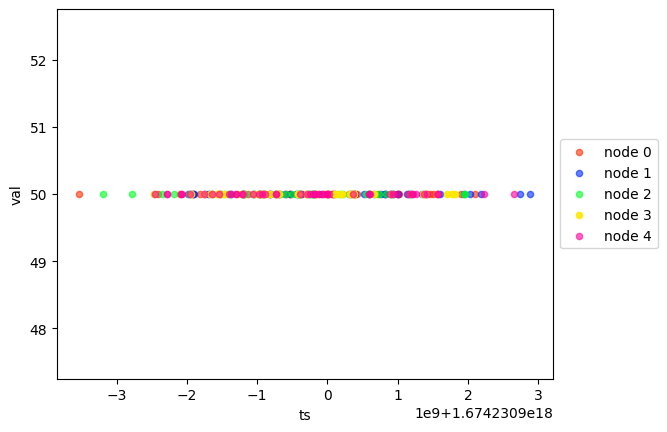 52
51
50
49
48
val
−3
−2
−1
0
1
2
3
ts
1e9+1.6742309e18
node 0
node 1
node 2
node 3
node 4